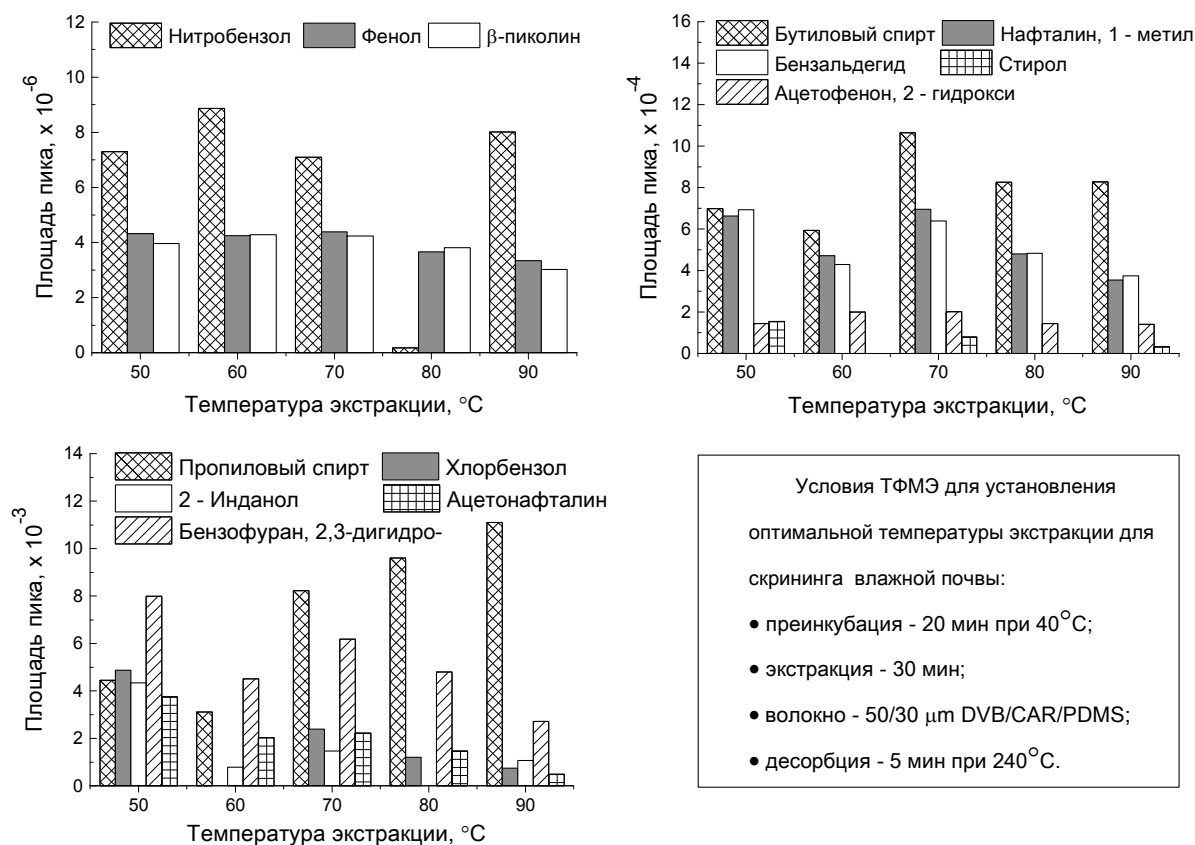 Площадь пика, x 10⁻⁶
12
10
8
6
4
2
0
Нитробензол Фенол β-пиколин
50 60 70 80 90
Температура экстракции, °C
Площадь пика, x 10⁻⁴
16
14
12
10
8
6
4
2
0
Бутиловый спирт Нафталин, 1 - метил
Бензальдегид Стирол
Ацетофенон, 2 - гидрокси
50 60 70 80 90
Температура экстракции, °C
Площадь пика, x 10⁻³
14
12
10
8
6
4
2
0
Пропиловый спирт Хлорбензол
2 - Инданол Ацетонафталин
Бензофуран, 2,3-дигидро-
50 60 70 80 90
Температура экстракции, °C
Условия ТФМЭ для установления
оптимальной температуры экстракции для
скрининга влажной почвы:
• преинкубация - 20 мин при 40°C;
• экстракция - 30 мин;
• волокно - 50/30 μm DVB/CAR/PDMS;
• десорбция - 5 мин при 240°C.